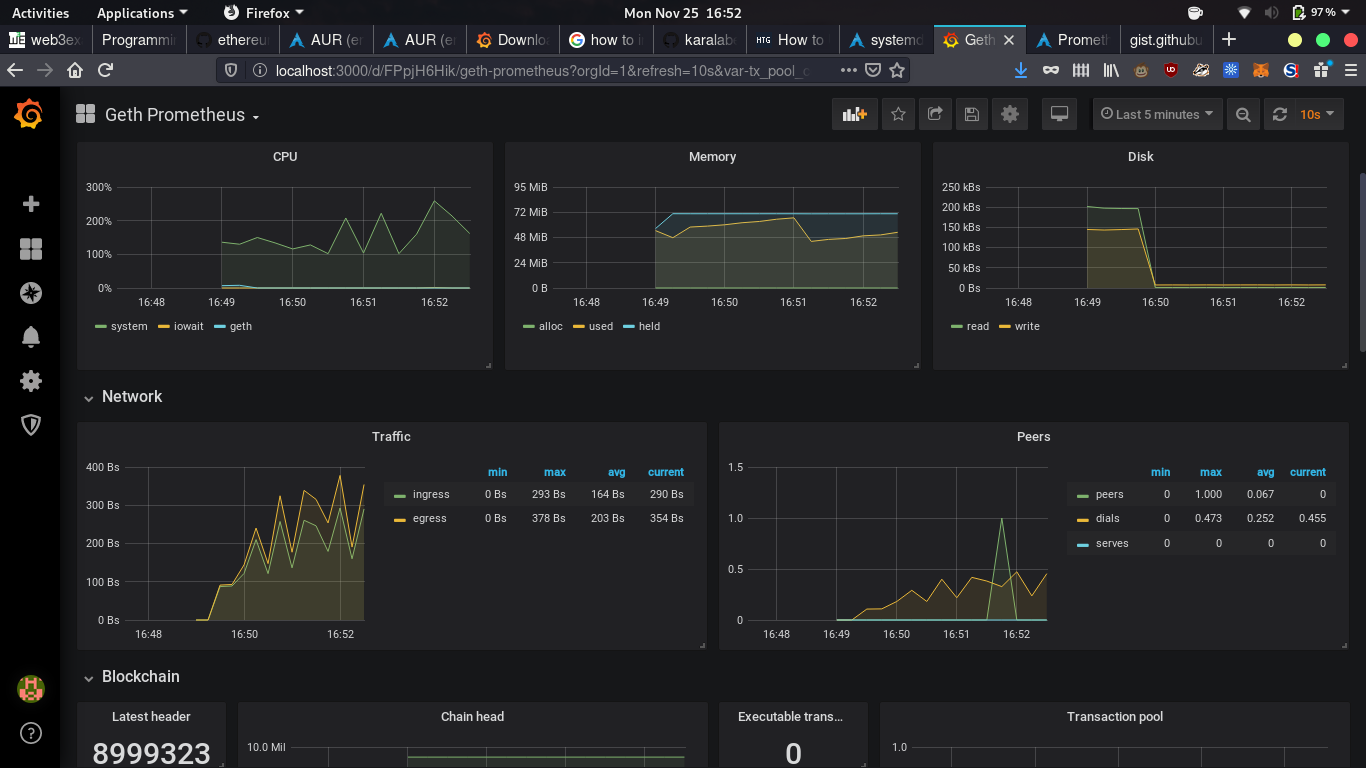 Activities Applications Firefox Mon Nov 25 16:52 97%
web3ex Programmi ethereu AUR (er AUR (er Downlo how to i karalabe HTG How to systemd Geth Prometh gist.githubu
localhost:3000/d/FPpjH6Hik/geth-prometheus?orgId=1&refresh=10s&var-tx_pool_c
Geth Prometheus Last 5 minutes 10s
CPU Memory Disk
300% 95 MiB 250 kBs
200% 72 MiB 200 kBs
100% 48 MiB 150 kBs
0% 24 MiB 100 kBs
0 B 50 kBs
0 Bs
16:48 16:49 16:50 16:51 16:52 16:48 16:49 16:50 16:51 16:52 16:48 16:49 16:50 16:51 16:52
system iowait geth alloc used held read write
Network
Traffic Peers
400 Bs min max avg current 1.5 min max avg current
300 Bs ingress 0 Bs 293 Bs 164 Bs 290 Bs 1.0 peers 0 1.000 0.067 0
200 Bs egress 0 Bs 378 Bs 203 Bs 354 Bs 0.5 dials 0 0.473 0.252 0.455
100 Bs serves 0 0 0 0
0 Bs 0
16:48 16:50 16:52 16:48 16:49 16:50 16:51 16:52
Blockchain
Latest header Chain head Executable trans... Transaction pool
8999323 10.0 Mil 0 1.0